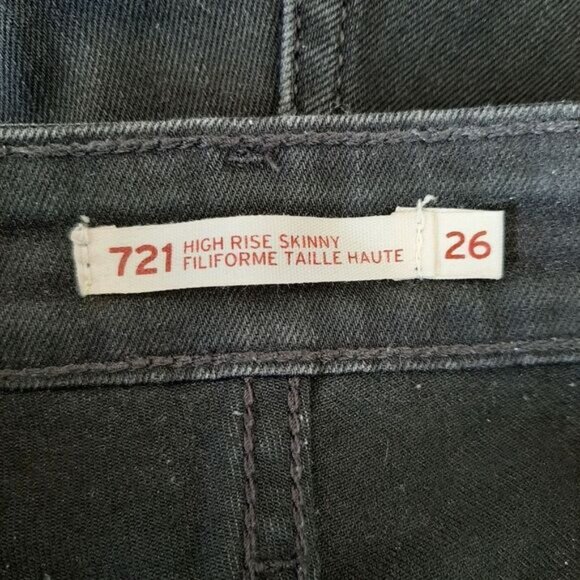 721 HIGH RISE SKINNY
FILIFORME TAILLE HAUTE
26